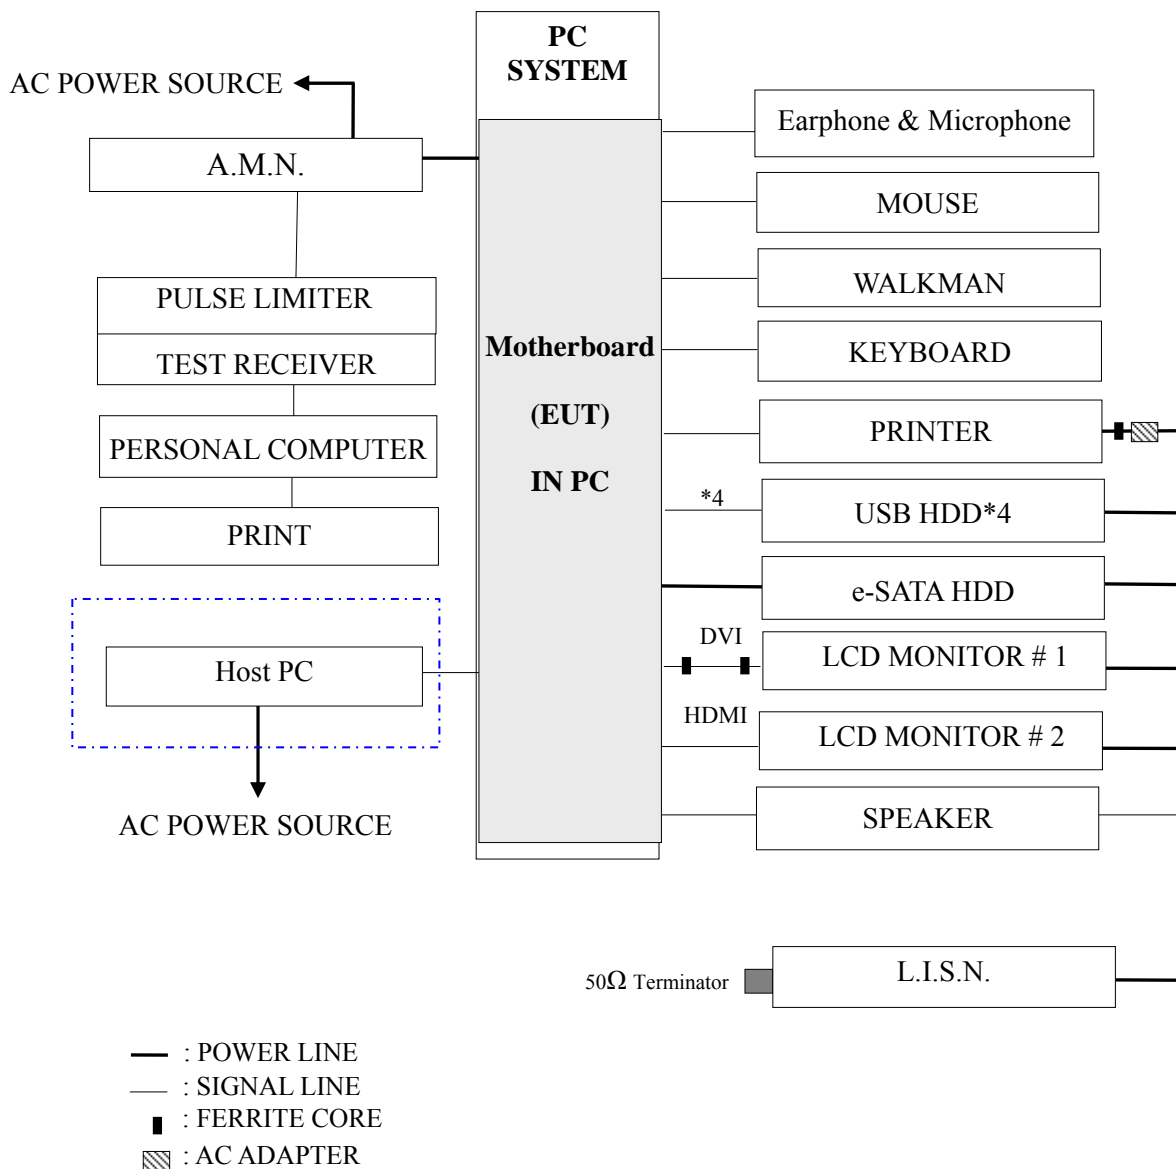 PC
SYSTEM
AC POWER SOURCE
A.M.N.
PULSE LIMITER
TEST RECEIVER
PERSONAL COMPUTER
PRINT
Host PC
AC POWER SOURCE
Motherboard
(EUT)
IN PC
Earphone & Microphone
MOUSE
WALKMAN
KEYBOARD
PRINTER
*4
USB HDD*4
e-SATA HDD
DVI
LCD MONITOR # 1
HDMI
LCD MONITOR # 2
SPEAKER
50Ω Terminator
L.I.S.N.
: POWER LINE
: SIGNAL LINE
: FERRITE CORE
: AC ADAPTER